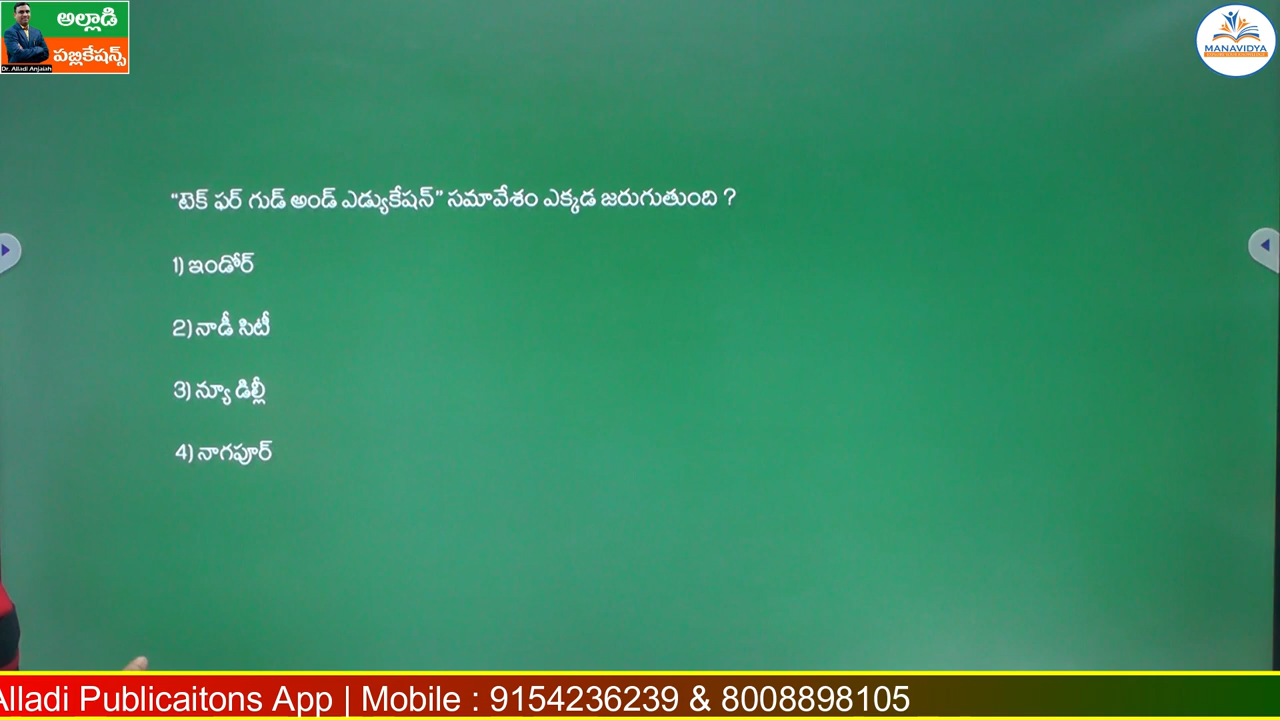 అల్లాడి
పబ్లికేషన్స్
Dr. Alladi Anjaiah
MANAVIDYA
“టెక్ ఫర్ గుడ్ అండ్ ఎడ్యుకేషన్” సమావేశం ఎక్కడ జరుగుతుంది ?
1) ఇండోర్
2) నాడీ సిటీ
3) న్యూ డిల్లీ
4) నాగపూర్
Alladi Publicaitons App | Mobile : 9154236239 & 8008898105